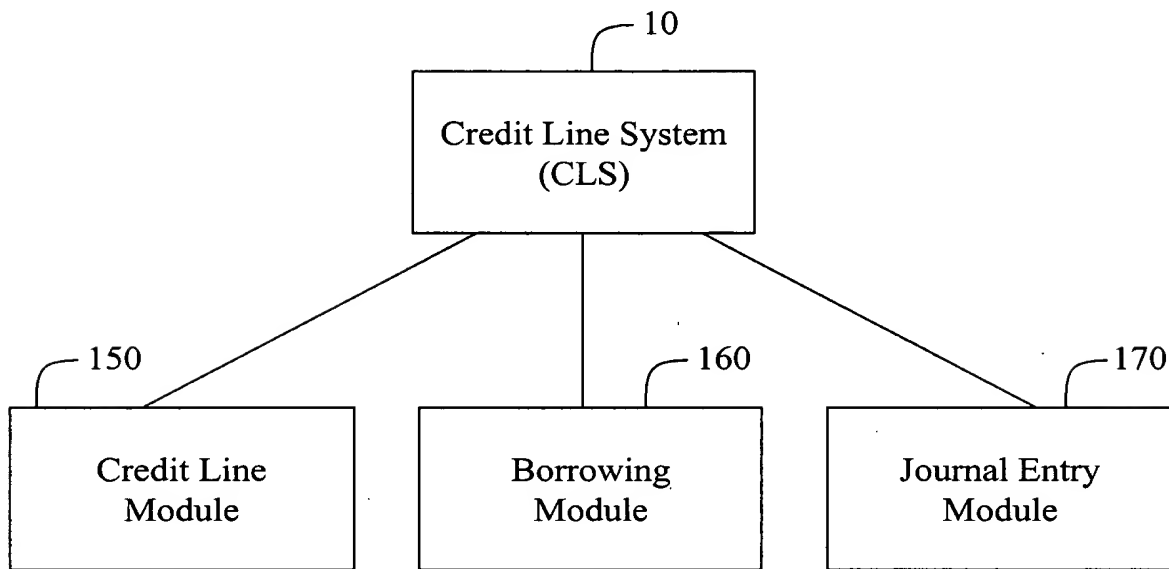 10
Credit Line System
(CLS)
150
160
170
Credit Line
Module
Borrowing
Module
Journal Entry
Module